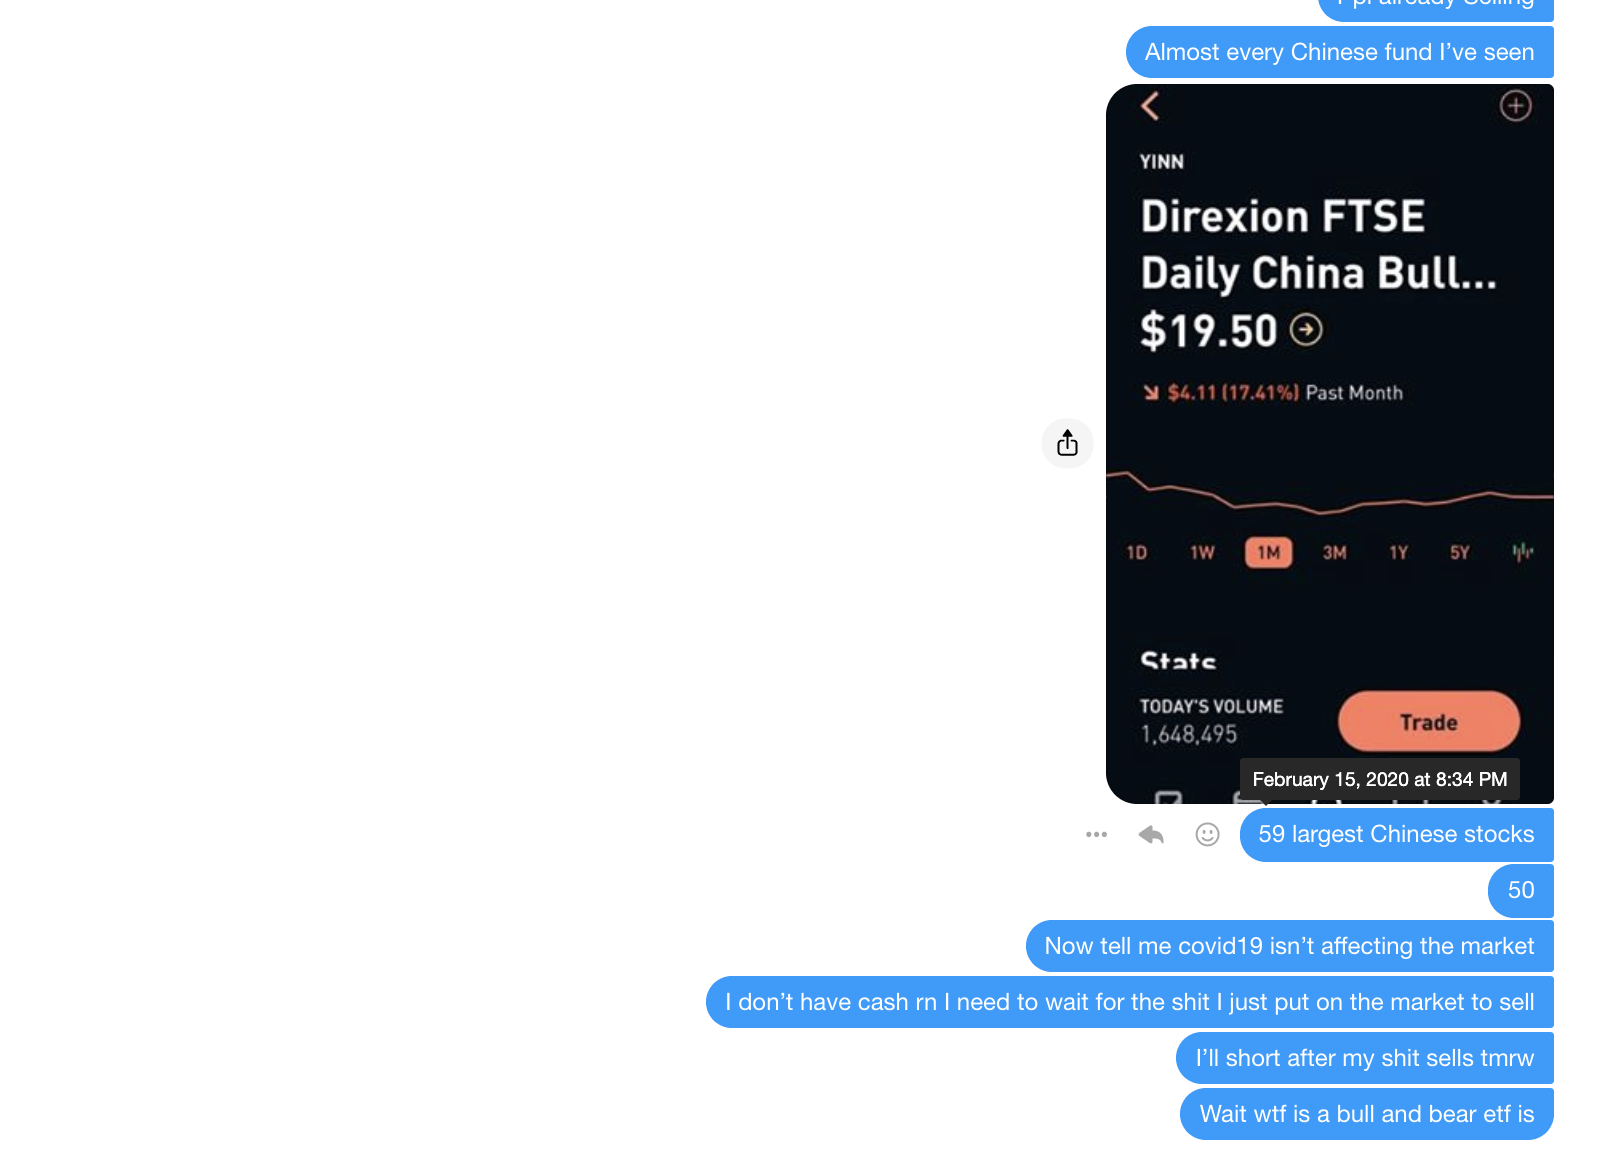 already Selling
Almost every Chinese fund I've seen
YINN
Direxion FTSE
Daily China Bull...
$19.50
$4.11 (17.41%) Past Month
1D 1W 1M 3M 1Y 5Y
Stats
TODAY'S VOLUME
1,648,495
Trade
February 15, 2020 at 8:34 PM
59 largest Chinese stocks
50
Now tell me covid19 isn't affecting the market
I don't have cash rn I need to wait for the shit I just put on the market to sell
I'll short after my shit sells tmrw
Wait wtf is a bull and bear etf is